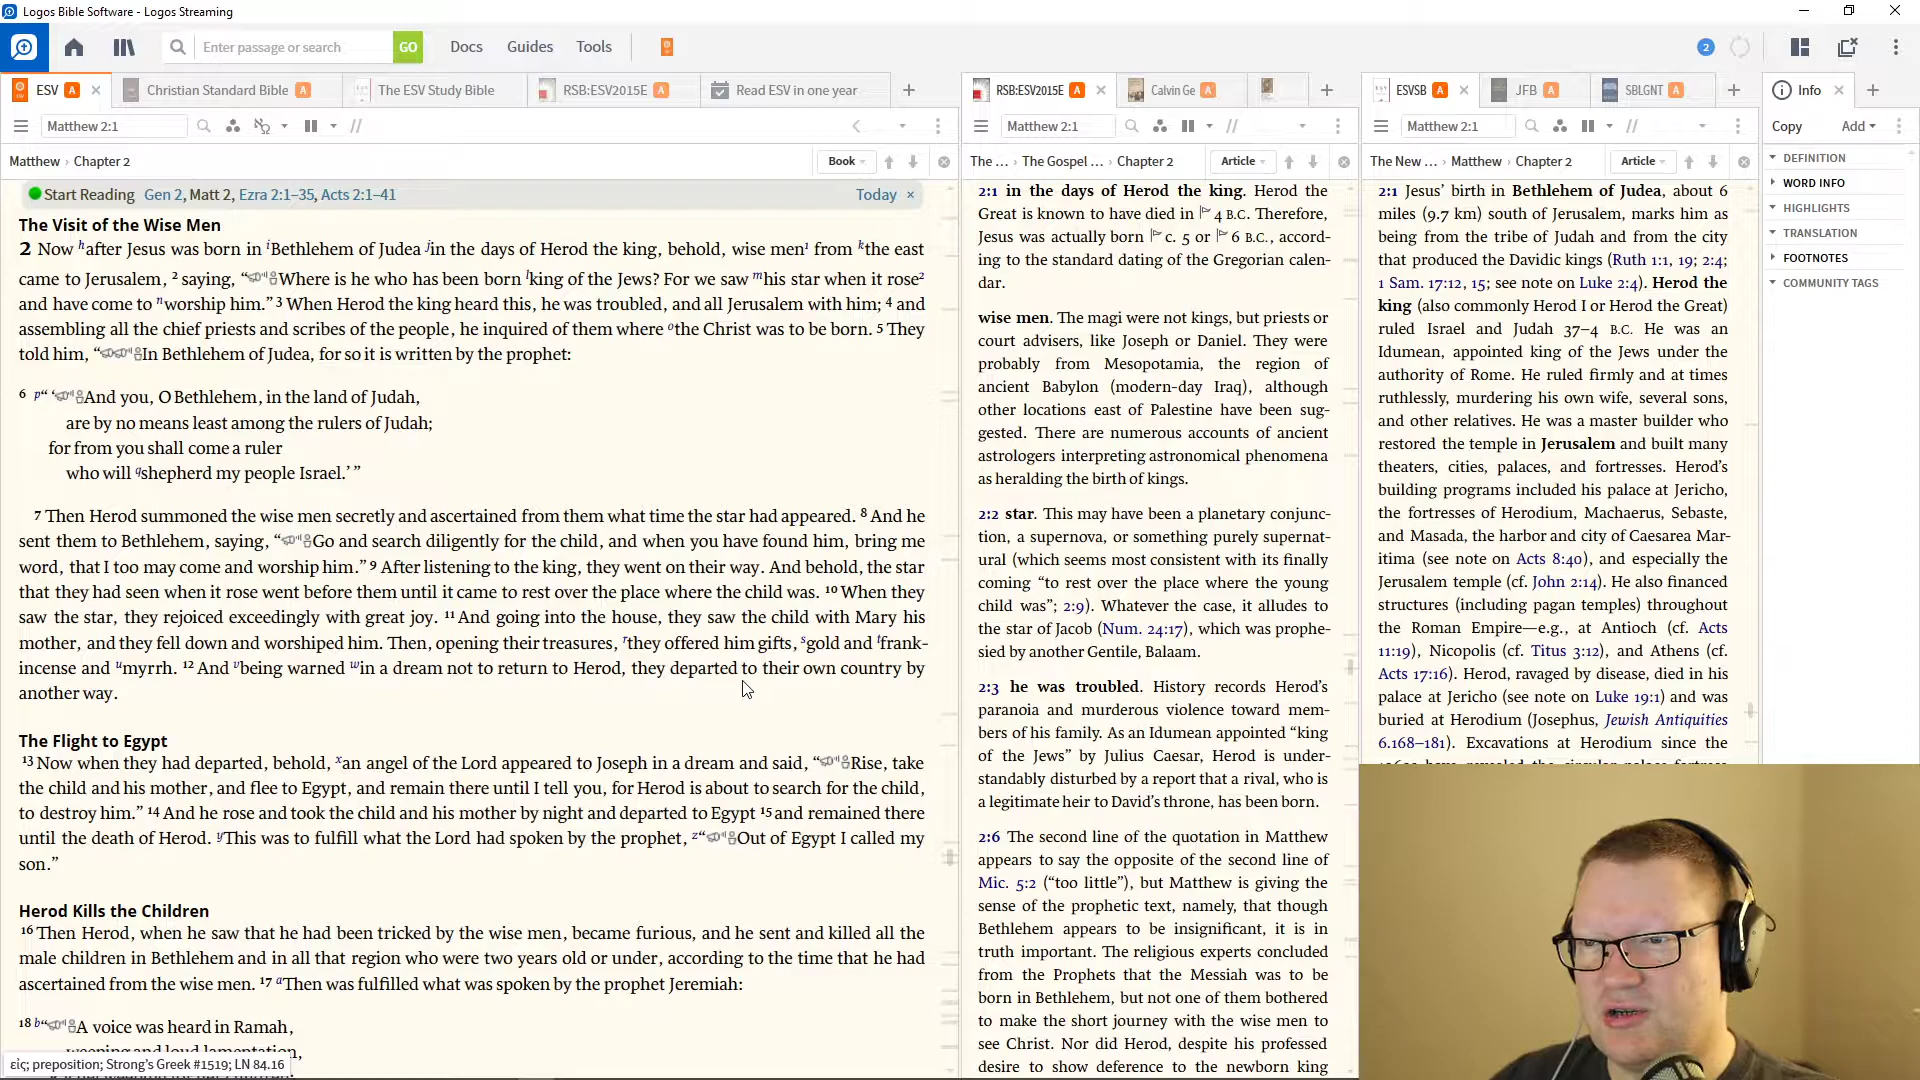 Logos Bible Software - Logos Streaming
Enter passage or search
GO
Docs
Guides
Tools
2
ESV A
Christian Standard Bible A
The ESV Study Bible
RSB:ESV2015E A
Read ESV in one year
Matthew 2:1
Matthew › Chapter 2
Book
Start Reading Gen 2, Matt 2, Ezra 2:1–35, Acts 2:1–41
Today ×
The Visit of the Wise Men
2 Now hafter Jesus was born in iBethlehem of Judea jin the days of Herod the king, behold, wise men1 from kthe east
came to Jerusalem, 2 saying, “Where is he who has been born lking of the Jews? For we saw mhis star when it rose2
and have come to nworship him.” 3 When Herod the king heard this, he was troubled, and all Jerusalem with him; 4 and
assembling all the chief priests and scribes of the people, he inquired of them where othe Christ was to be born. 5 They
told him, “In Bethlehem of Judea, for so it is written by the prophet:
6 p“ ‘And you, O Bethlehem, in the land of Judah,
are by no means least among the rulers of Judah;
for from you shall come a ruler
who will qshepherd my people Israel.’ ”
7 Then Herod summoned the wise men secretly and ascertained from them what time the star had appeared. 8 And he
sent them to Bethlehem, saying, “Go and search diligently for the child, and when you have found him, bring me
word, that I too may come and worship him.” 9 After listening to the king, they went on their way. And behold, the star
that they had seen when it rose went before them until it came to rest over the place where the child was. 10 When they
saw the star, they rejoiced exceedingly with great joy. 11 And going into the house, they saw the child with Mary his
mother, and they fell down and worshiped him. Then, opening their treasures, rthey offered him gifts, sgold and tfrank-
incense and umyrrh. 12 And vbeing warned win a dream not to return to Herod, they departed to their own country by
another way.
The Flight to Egypt
13 Now when they had departed, behold, xan angel of the Lord appeared to Joseph in a dream and said, “Rise, take
the child and his mother, and flee to Egypt, and remain there until I tell you, for Herod is about to search for the child,
to destroy him.” 14 And he rose and took the child and his mother by night and departed to Egypt 15 and remained there
until the death of Herod. yThis was to fulfill what the Lord had spoken by the prophet, z“Out of Egypt I called my
son.”
Herod Kills the Children
16 Then Herod, when he saw that he had been tricked by the wise men, became furious, and he sent and killed all the
male children in Bethlehem and in all that region who were two years old or under, according to the time that he had
ascertained from the wise men. 17 aThen was fulfilled what was spoken by the prophet Jeremiah:
18 b“A voice was heard in Ramah,
weeping and loud lamentation,
εἰς; preposition; Strong’s Greek #1519; LN 84.16
RSB:ESV2015E A
Calvin Ge A
Matthew 2:1
The ... › The Gospel ... › Chapter 2
Article
2:1 in the days of Herod the king. Herod the
Great is known to have died in 4 B.C. Therefore,
Jesus was actually born c. 5 or 6 B.C., accord-
ing to the standard dating of the Gregorian calen-
dar.
wise men. The magi were not kings, but priests or
court advisers, like Joseph or Daniel. They were
probably from Mesopotamia, the region of
ancient Babylon (modern-day Iraq), although
other locations east of Palestine have been sug-
gested. There are numerous accounts of ancient
astrologers interpreting astronomical phenomena
as heralding the birth of kings.
2:2 star. This may have been a planetary conjunc-
tion, a supernova, or something purely supernat-
ural (which seems most consistent with its finally
coming “to rest over the place where the young
child was”; 2:9). Whatever the case, it alludes to
the star of Jacob (Num. 24:17), which was prophe-
sied by another Gentile, Balaam.
2:3 he was troubled. History records Herod’s
paranoia and murderous violence toward mem-
bers of his family. As an Idumean appointed “king
of the Jews” by Julius Caesar, Herod is under-
standably disturbed by a report that a rival, who is
a legitimate heir to David’s throne, has been born.
2:6 The second line of the quotation in Matthew
appears to say the opposite of the second line of
Mic. 5:2 (“too little”), but Matthew is giving the
sense of the prophetic text, namely, that though
Bethlehem appears to be insignificant, it is in
truth important. The religious experts concluded
from the Prophets that the Messiah was to be
born in Bethlehem, but not one of them bothered
to make the short journey with the wise men to
see Christ. Nor did Herod, despite his professed
desire to show deference to the newborn king
ESVSB A
JFB A
SBLGNT A
Matthew 2:1
The New ... › Matthew › Chapter 2
Article
2:1 Jesus’ birth in Bethlehem of Judea, about 6
miles (9.7 km) south of Jerusalem, marks him as
being from the tribe of Judah and from the city
that produced the Davidic kings (Ruth 1:1, 19; 2:4;
1 Sam. 17:12, 15; see note on Luke 2:4). Herod the
king (also commonly Herod I or Herod the Great)
ruled Israel and Judah 37–4 B.C. He was an
Idumean, appointed king of the Jews under the
authority of Rome. He ruled firmly and at times
ruthlessly, murdering his own wife, several sons,
and other relatives. He was a master builder who
restored the temple in Jerusalem and built many
theaters, cities, palaces, and fortresses. Herod’s
building programs included his palace at Jericho,
the fortresses of Herodium, Machaerus, Sebaste,
and Masada, the harbor and city of Caesarea Mar-
itima (see note on Acts 8:40), and especially the
Jerusalem temple (cf. John 2:14). He also financed
structures (including pagan temples) throughout
the Roman Empire—e.g., at Antioch (cf. Acts
11:19), Nicopolis (cf. Titus 3:12), and Athens (cf.
Acts 17:16). Herod, ravaged by disease, died in his
palace at Jericho (see note on Luke 19:1) and was
buried at Herodium (Josephus, Jewish Antiquities
6.168–181). Excavations at Herodium since the
Info
Copy
Add
DEFINITION
WORD INFO
HIGHLIGHTS
TRANSLATION
FOOTNOTES
COMMUNITY TAGS